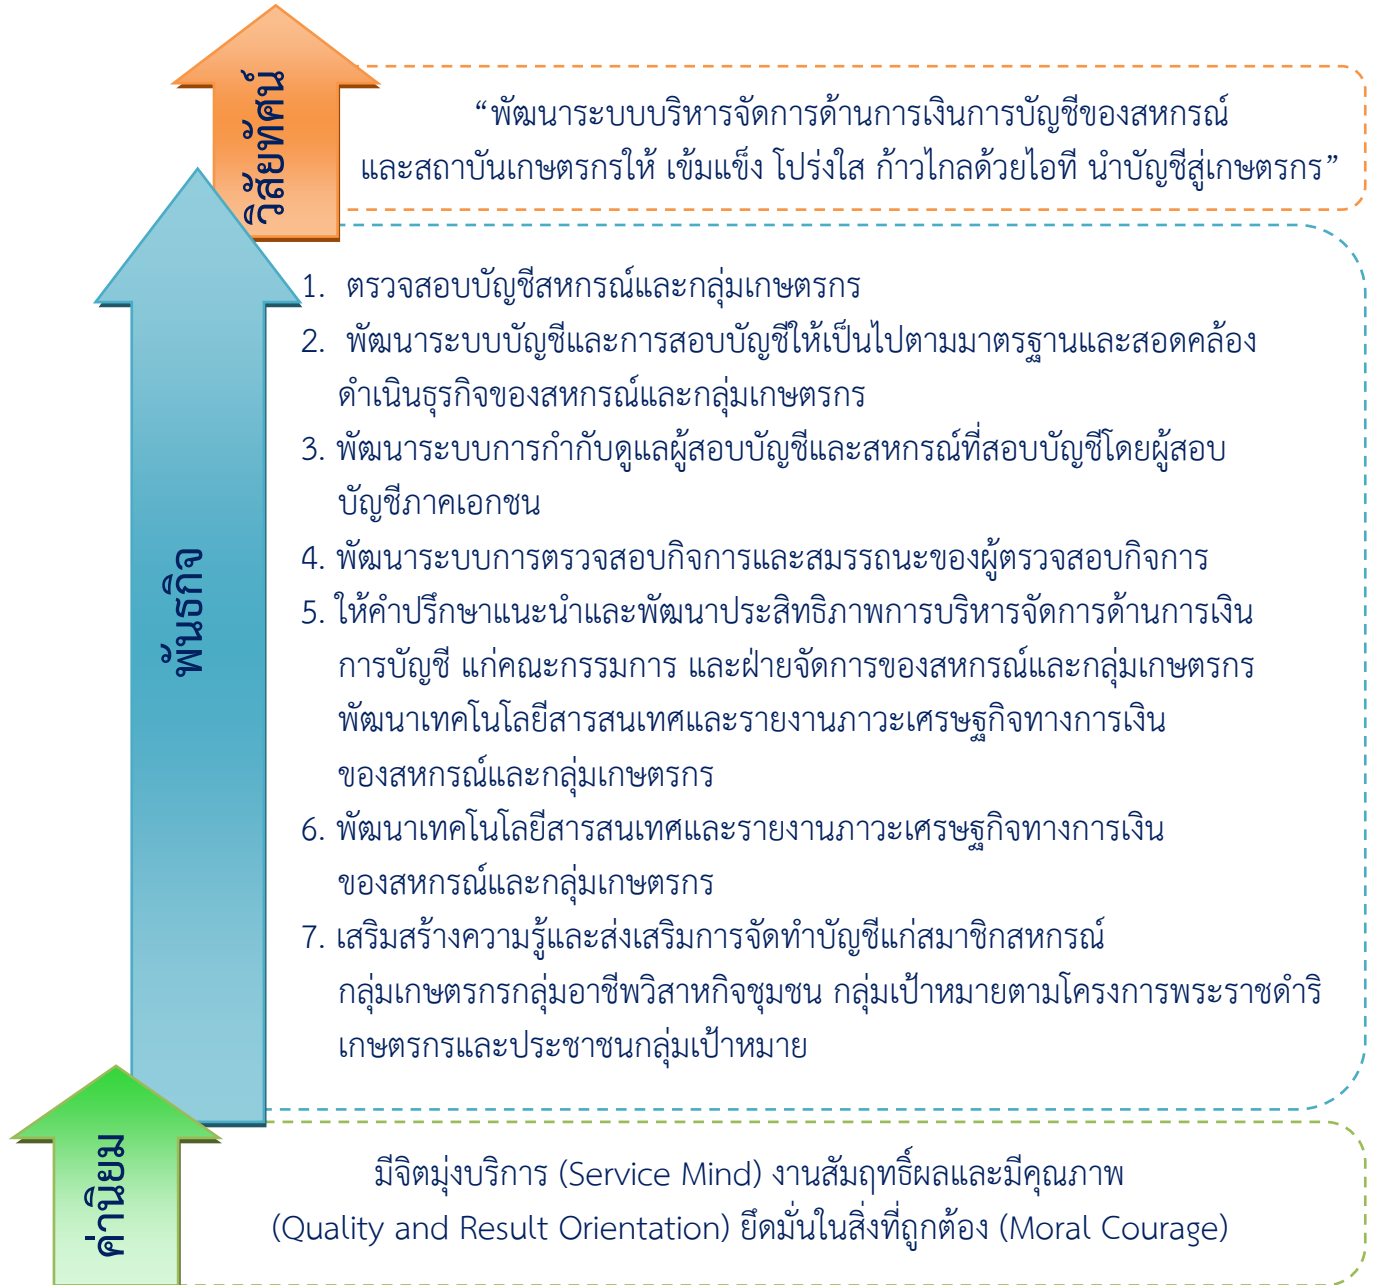 วิสัยทัศน์
“พัฒนาระบบบริหารจัดการด้านการเงินการบัญชีของสหกรณ์
และสถาบันเกษตรกรให้ เข้มแข็ง โปร่งใส ก้าวไกลด้วยไอที นำบัญชีสู่เกษตรกร”
พันธกิจ
1. ตรวจสอบบัญชีสหกรณ์และกลุ่มเกษตรกร
2. พัฒนาระบบบัญชีและการสอบบัญชีให้เป็นไปตามมาตรฐานและสอดคล้อง
ดำเนินธุรกิจของสหกรณ์และกลุ่มเกษตรกร
3. พัฒนาระบบการกำกับดูแลผู้สอบบัญชีและสหกรณ์ที่สอบบัญชีโดยผู้สอบ
บัญชีภาคเอกชน
4. พัฒนาระบบการตรวจสอบกิจการและสมรรถนะของผู้ตรวจสอบกิจการ
5. ให้คำปรึกษาแนะนำและพัฒนาประสิทธิภาพการบริหารจัดการด้านการเงิน
การบัญชี แก่คณะกรรมการ และฝ่ายจัดการของสหกรณ์และกลุ่มเกษตรกร
พัฒนาเทคโนโลยีสารสนเทศและรายงานภาวะเศรษฐกิจทางการเงิน
ของสหกรณ์และกลุ่มเกษตรกร
6. พัฒนาเทคโนโลยีสารสนเทศและรายงานภาวะเศรษฐกิจทางการเงิน
ของสหกรณ์และกลุ่มเกษตรกร
7. เสริมสร้างความรู้และส่งเสริมการจัดทำบัญชีแก่สมาชิกสหกรณ์
กลุ่มเกษตรกรกลุ่มอาชีพวิสาหกิจชุมชน กลุ่มเป้าหมายตามโครงการพระราชดำริ
เกษตรกรและประชาชนกลุ่มเป้าหมาย
ค่านิยม
มีจิตมุ่งบริการ (Service Mind) งานสัมฤทธิ์ผลและมีคุณภาพ
(Quality and Result Orientation) ยึดมั่นในสิ่งที่ถูกต้อง (Moral Courage)